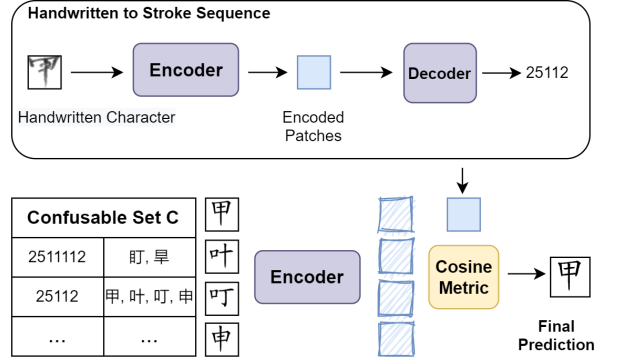 Handwritten to Stroke Sequence
甲
Encoder
Decoder
25112
Handwritten Character
Encoded
Patches
Confusable Set C
2511112
盯, 旱
25112
甲, 叶, 叮, 申
...
...
甲
叶
叮
申
Encoder
Cosine
Metric
甲
Final
Prediction